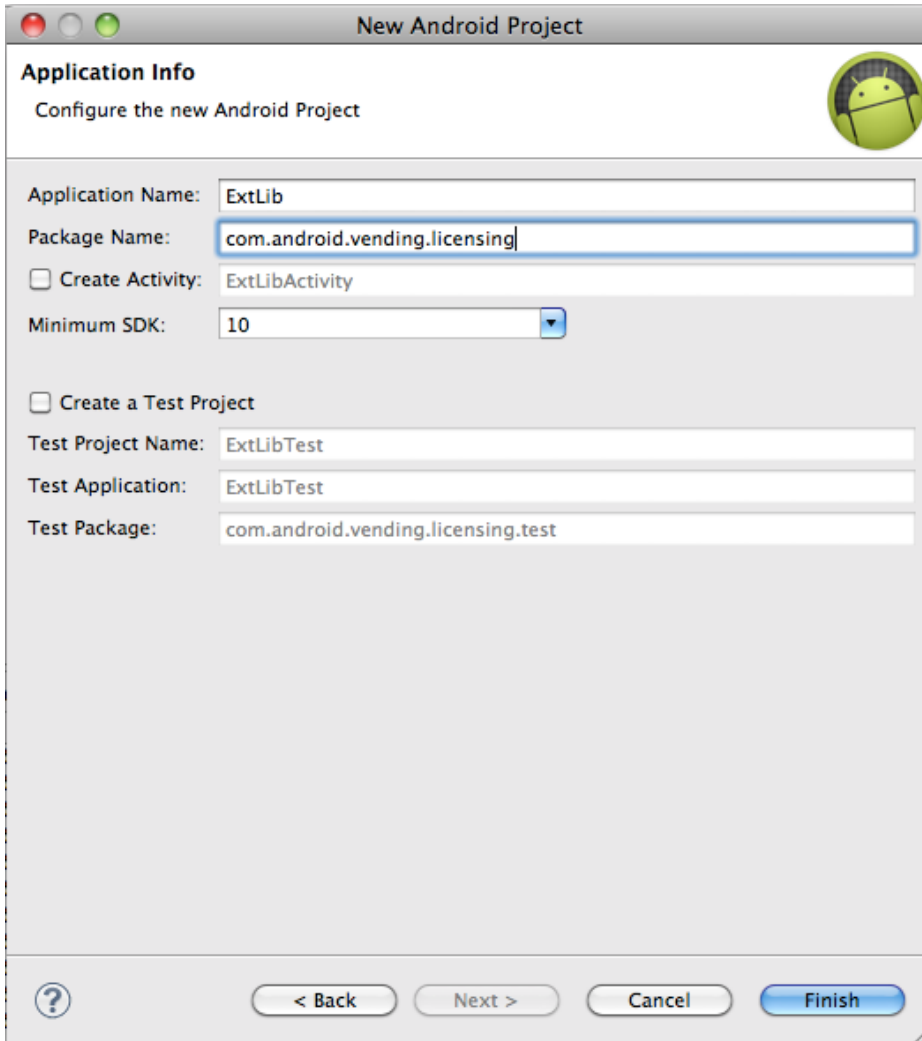 New Android Project
Application Info
Configure the new Android Project
Application Name: ExtLib
Package Name: com.android.vending.licensing
Create Activity: ExtLibActivity
Minimum SDK: 10
Create a Test Project
Test Project Name: ExtLibTest
Test Application: ExtLibTest
Test Package: com.android.vending.licensing.test
? < Back Next > Cancel Finish